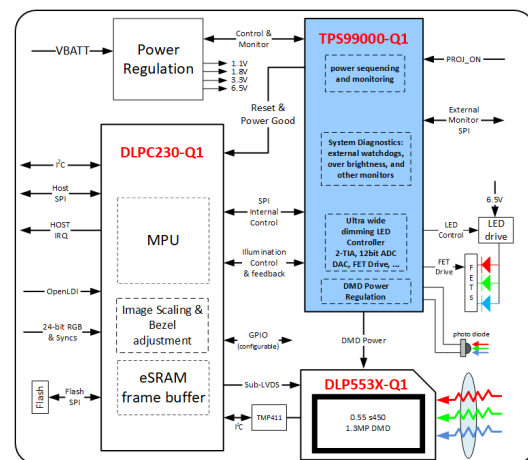 VBATT
Power
Regulation
Control &
Monitor
1.1V
1.8V
3.3V
6.5V
Reset &
Power Good
TPS99000-Q1
power sequencing
and monitoring
PROJ_ON
External
Monitor
SPI
System Diagnostics:
external watchdogs,
over brightness, and
other monitors
6.5V
LED
drive
LED
Control
Ultra wide
dimming LED
Controller
2-TIA, 12bit ADC
DAC, FET Drive, ...
FET
Drive
FETs
DMD Power
Regulation
photo diode
DLPC230-Q1
I²C
Host
SPI
HOST
IRQ
MPU
SPI
Internal
Control
Illumination
Control
& feedback
OpenLDI
24-bit RGB
& Syncs
Image Scaling &
Bezel
adjustment
GPIO
(configurable)
DMD Power
Flash
Flash
SPI
eSRAM
frame buffer
Sub-LVDS
I²C
TMP411
DLP553X-Q1
0.55 s450
1.3MP DMD